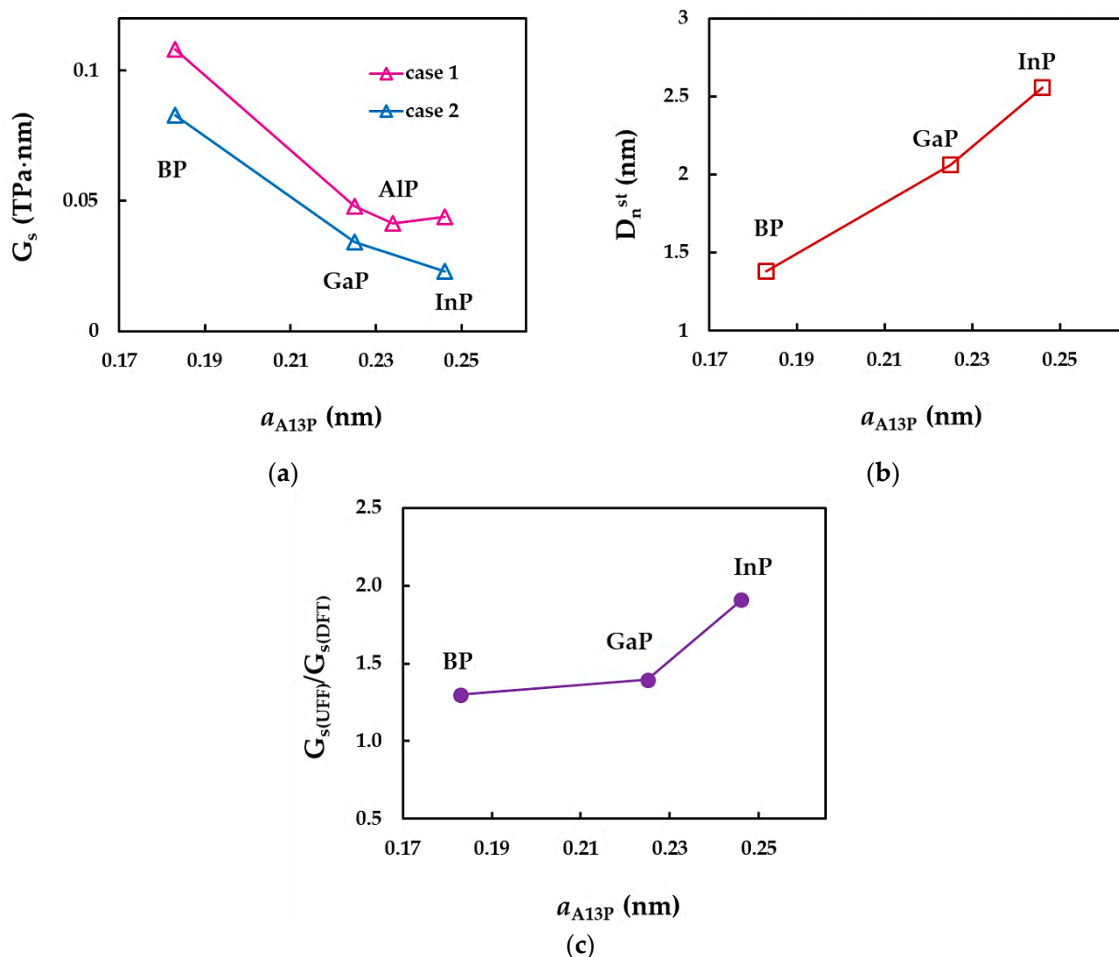 G_s (TPa·nm)
0.1
0.05
0
case 1
case 2
BP
AlP
GaP
InP
0.17 0.19 0.21 0.23 0.25
a_A13P (nm)
(a)
D_n^st (nm)
3
2.5
2
1.5
1
InP
GaP
BP
0.17 0.19 0.21 0.23 0.25
a_A13P (nm)
(b)
G_s(UFF)/G_s(DFT)
2.5
2.0
1.5
1.0
0.5
InP
GaP
BP
0.17 0.19 0.21 0.23 0.25
a_A13P (nm)
(c)